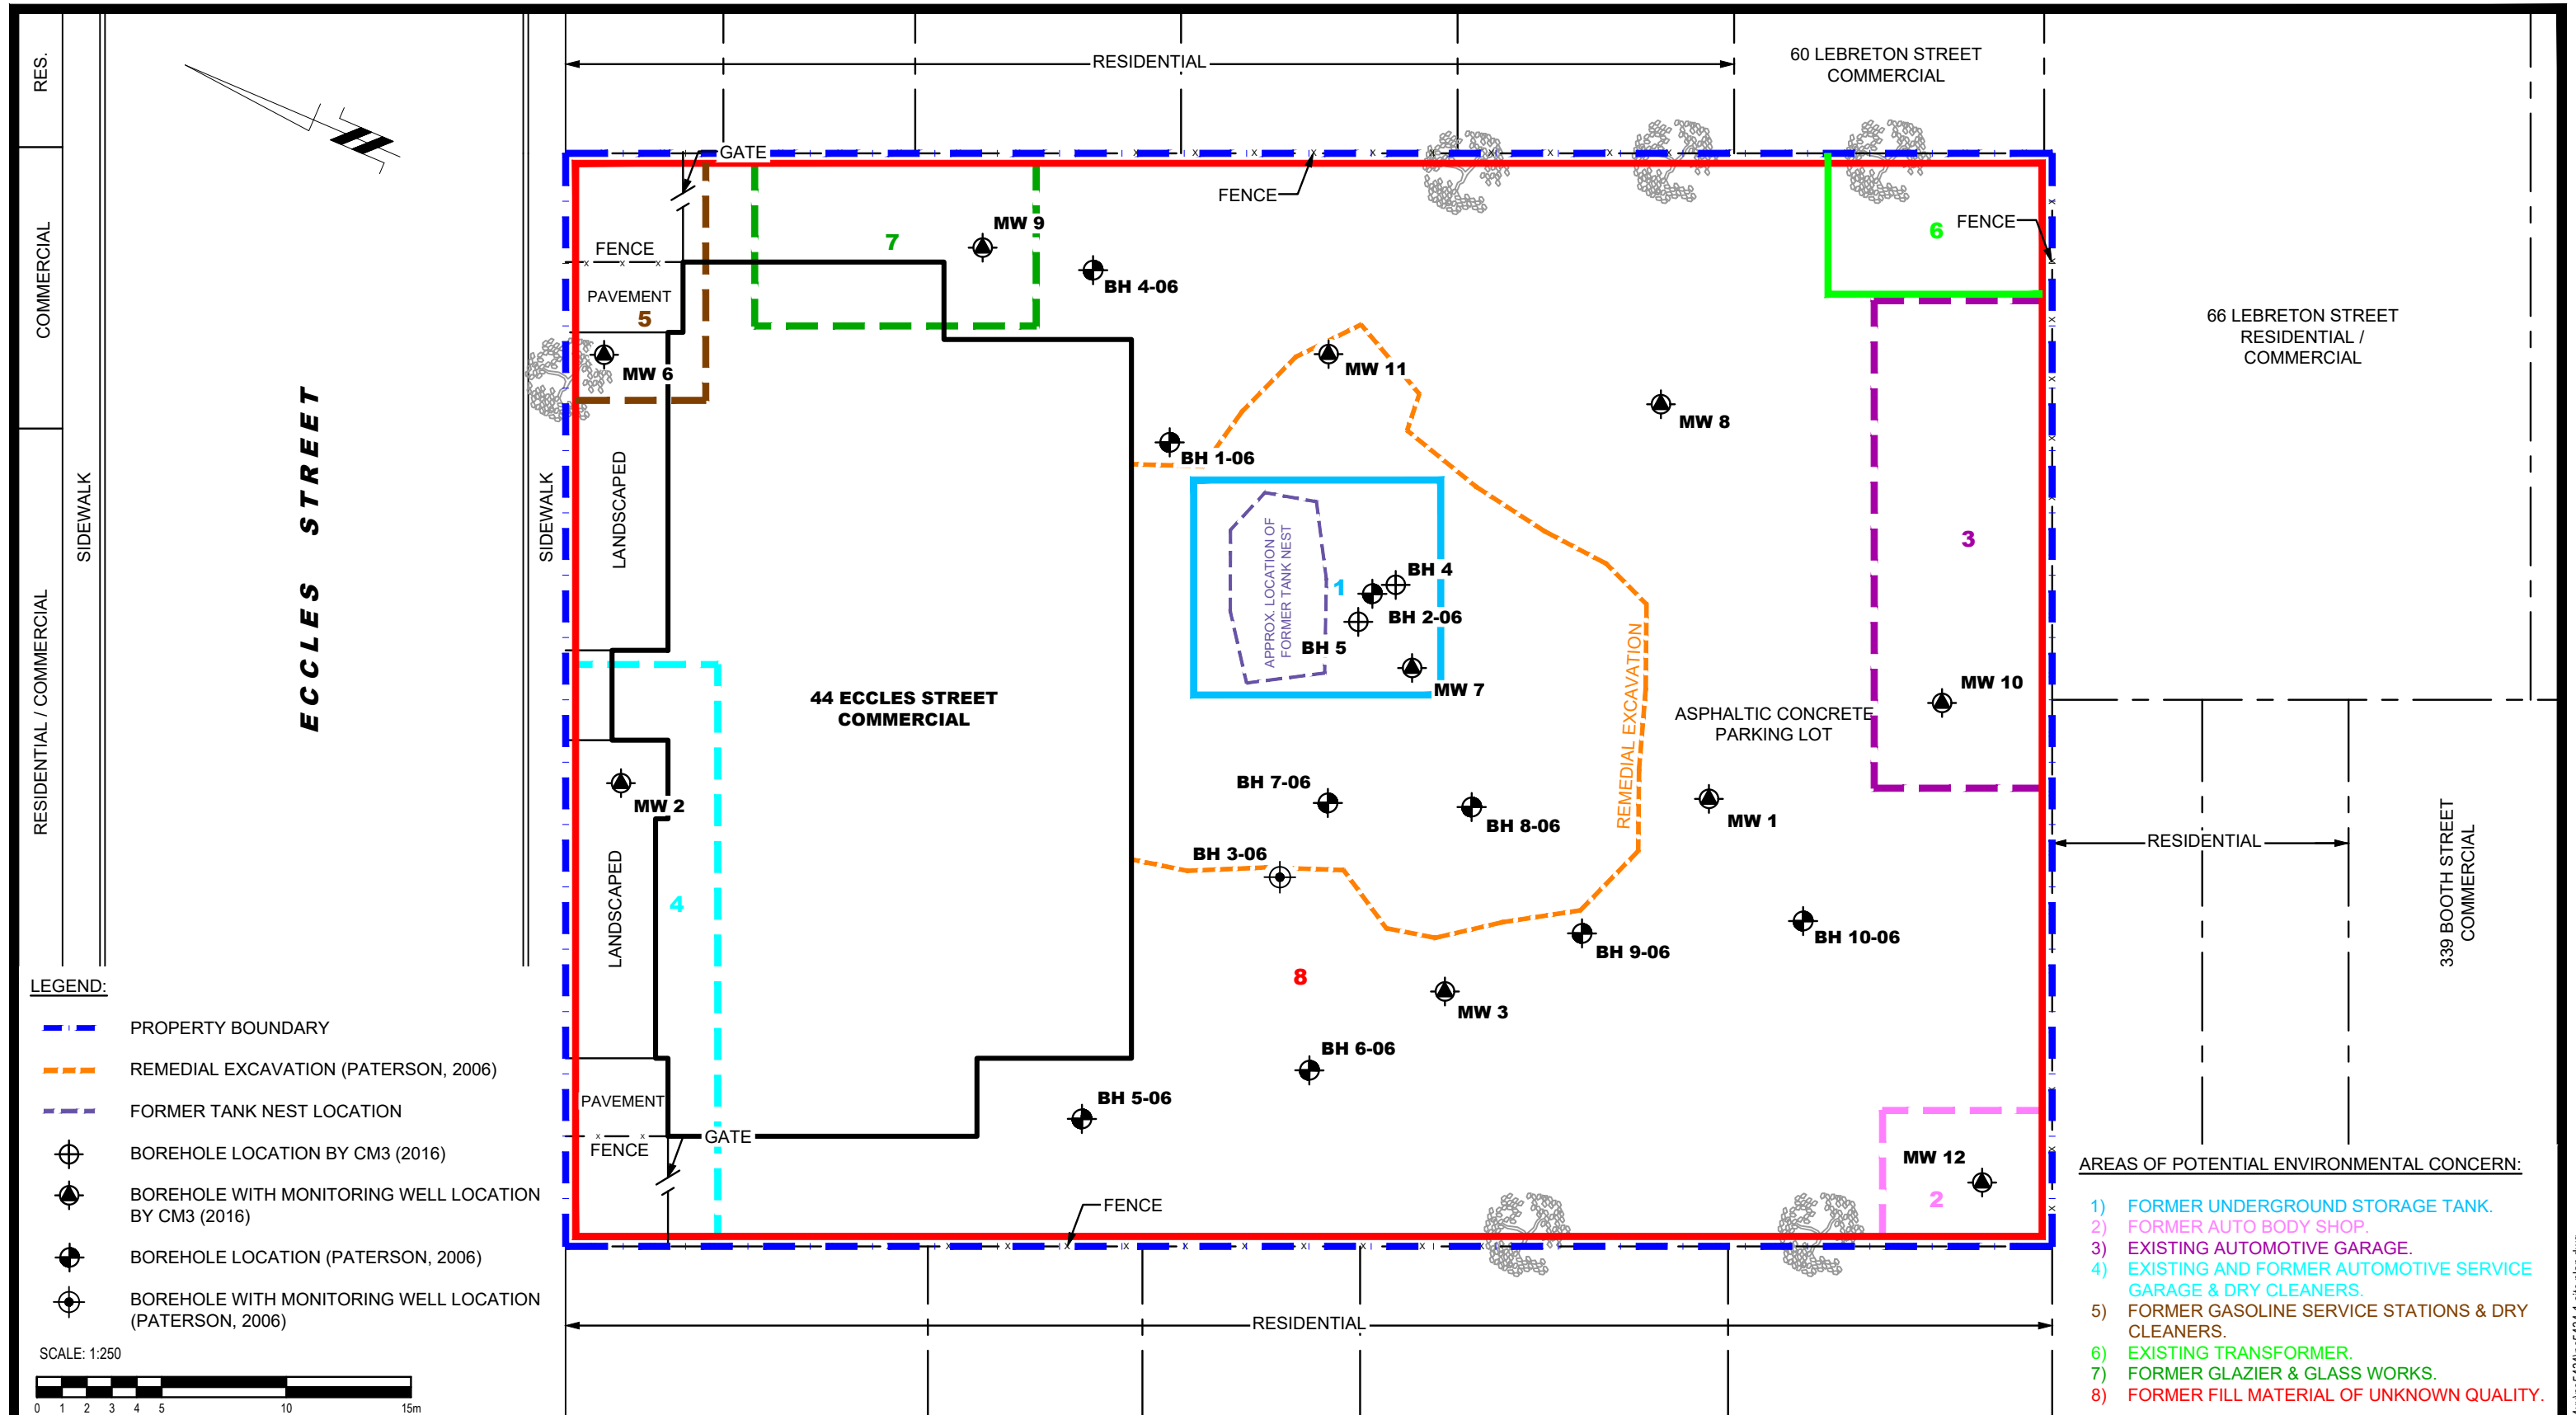 RES.
COMMERCIAL
RESIDENTIAL / COMMERCIAL
SIDEWALK
ECCLES STREET
SIDEWALK
RESIDENTIAL
60 LEBRETON STREET
COMMERCIAL
GATE
FENCE
FENCE
FENCE
PAVEMENT
5
7
6
MW 9
BH 4-06
MW 6
MW 11
MW 8
66 LEBRETON STREET
RESIDENTIAL /
COMMERCIAL
BH 1-06
LANDSCAPED
APPROX. LOCATION OF
FORMER TANK NEST
1
BH 4
BH 2-06
BH 5
MW 7
3
REMEDIAL EXCAVATION
44 ECCLES STREET
COMMERCIAL
MW 10
ASPHALTIC CONCRETE
PARKING LOT
MW 2
BH 7-06
BH 8-06
MW 1
BH 3-06
RESIDENTIAL
339 BOOTH STREET
COMMERCIAL
LANDSCAPED
4
BH 9-06
BH 10-06
8
MW 3
BH 6-06
BH 5-06
PAVEMENT
FENCE
GATE
FENCE
MW 12
2
RESIDENTIAL
LEGEND:
PROPERTY BOUNDARY
REMEDIAL EXCAVATION (PATERSON, 2006)
FORMER TANK NEST LOCATION
BOREHOLE LOCATION BY CM3 (2016)
BOREHOLE WITH MONITORING WELL LOCATION
BY CM3 (2016)
BOREHOLE LOCATION (PATERSON, 2006)
BOREHOLE WITH MONITORING WELL LOCATION
(PATERSON, 2006)
SCALE: 1:250
0 1 2 3 4 5 10 15m
AREAS OF POTENTIAL ENVIRONMENTAL CONCERN:
1) FORMER UNDERGROUND STORAGE TANK.
2) FORMER AUTO BODY SHOP.
3) EXISTING AUTOMOTIVE GARAGE.
4) EXISTING AND FORMER AUTOMOTIVE SERVICE
GARAGE & DRY CLEANERS.
5) FORMER GASOLINE SERVICE STATIONS & DRY
CLEANERS.
6) EXISTING TRANSFORMER.
7) FORMER GLAZIER & GLASS WORKS.
8) FORMER FILL MATERIAL OF UNKNOWN QUALITY.